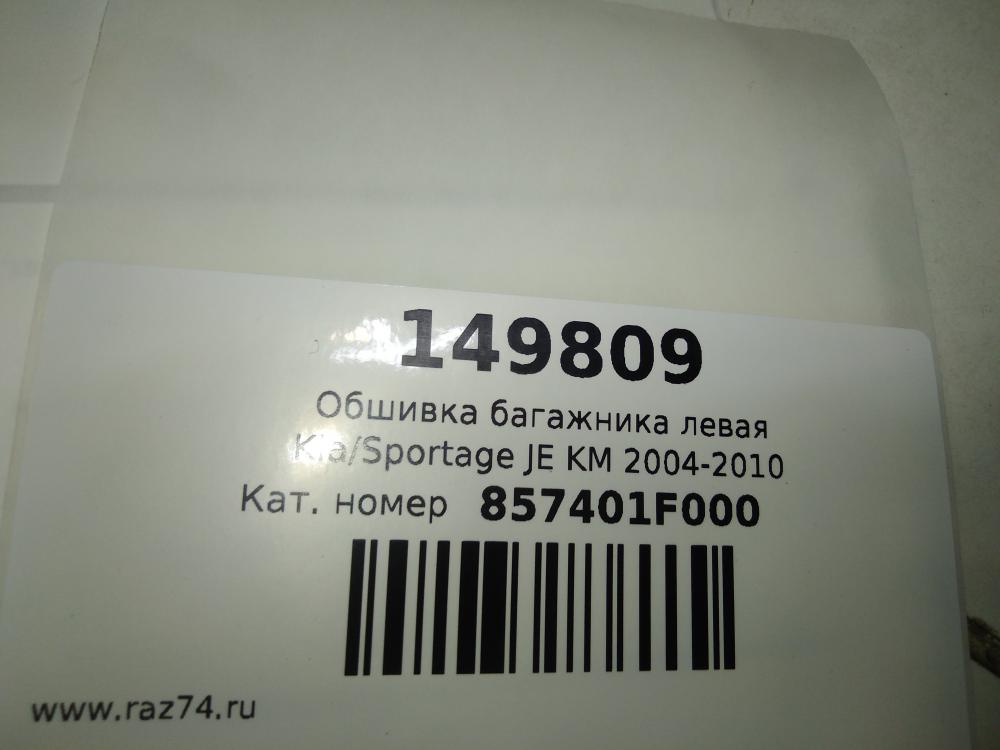 149809
Обшивка багажника левая
Kia/Sportage JE KM 2004-2010
Кат. номер 857401F000
www.raz74.ru